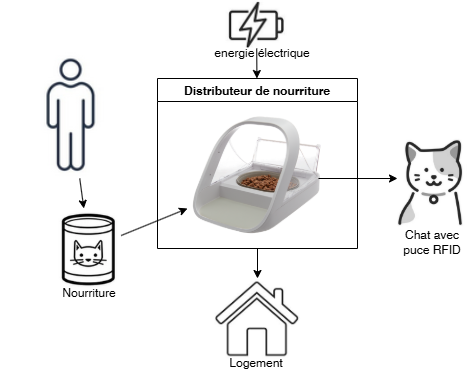 energie électrique
Distributeur de nourriture
Chat avec
puce RFID
Nourriture
Logement